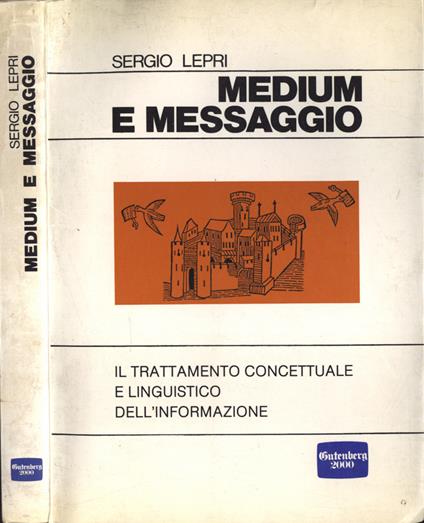 SERGIO LEPRI
MEDIUM E MESSAGGIO
Gutenberg
2000
SERGIO LEPRI
MEDIUM
E MESSAGGIO
IL TRATTAMENTO CONCETTUALE
E LINGUISTICO
DELL'INFORMAZIONE
Gutenberg
2000